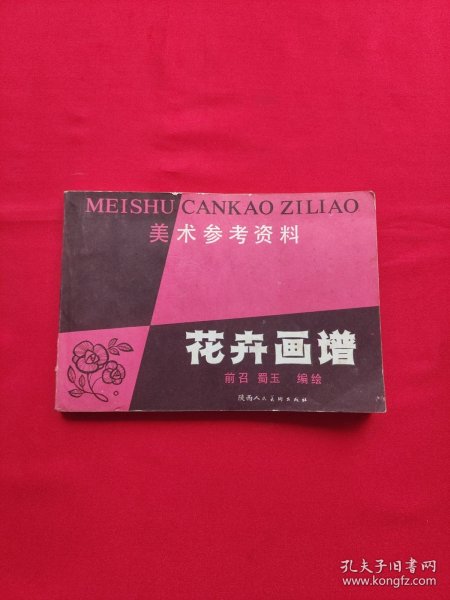 MEISHU CANKAO ZILIAO
美术参考资料
花卉画谱
前召 蜀玉 编绘
陕西人民美术出版社
孔夫子旧书网
www.kongfz.com